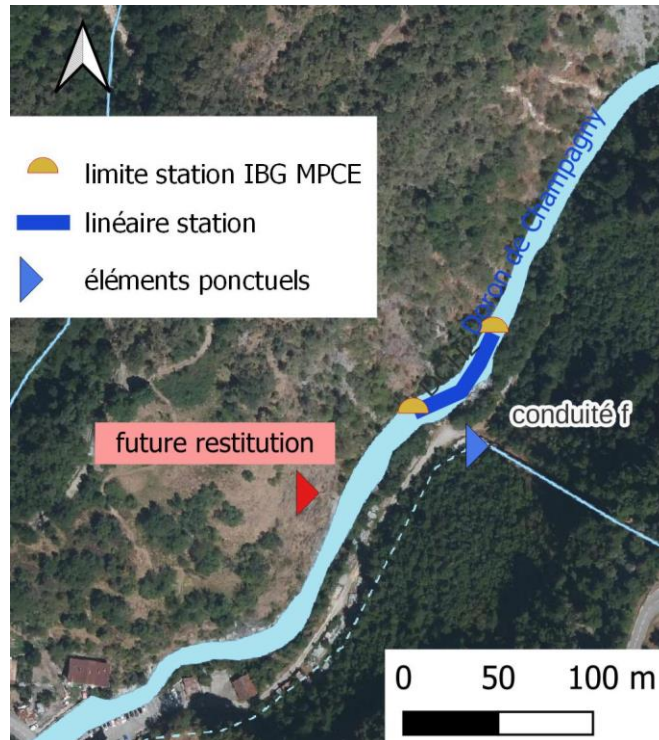 limite station IBG MPCE
linéaire station
éléments ponctuels
Doron de Champagny
conduité f
future restitution
0 50 100 m